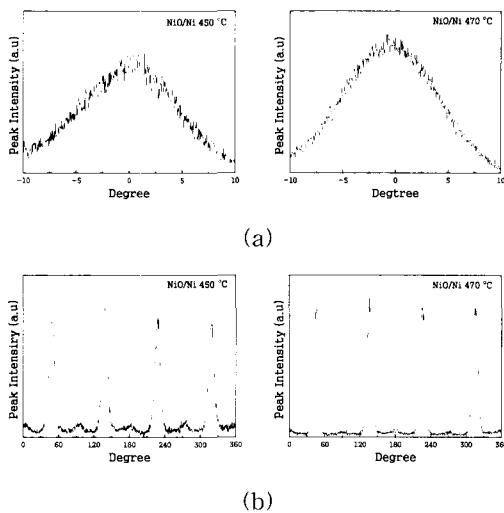 NiO/Ni 450 °C
Peak Intensity (a.u)
-10 -5 0 5 10
Degree
NiO/Ni 470 °C
Peak Intensity (a.u)
-10 -5 0 5 10
Degtree
(a)
NiO/Ni 450 °C
Peak Intensiry (a.u)
0 60 120 180 240 300 360
Degree
NiO/Ni 470 °C
Peak Intensity (a.u)
0 60 120 180 240 300 360
Degree
(b)